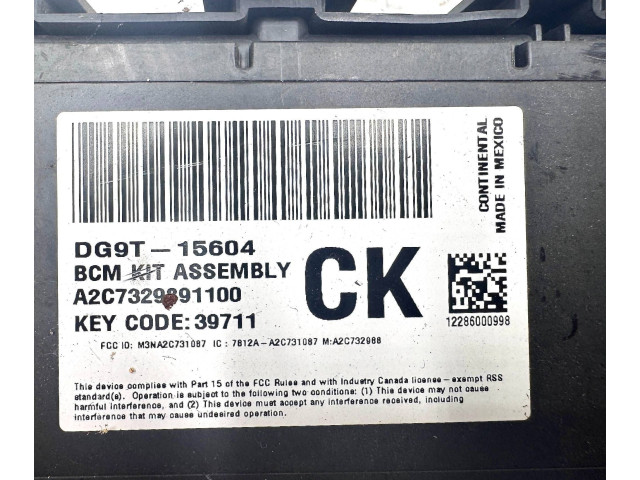 CONTINENTAL
MADE IN MEXICO
DG9T-15604
BCM KIT ASSEMBLY
CK
KEY CODE: 39711
12286000998
FCC ID: M3NA2C731087 IC: 7812A-A2C731087 M:A2C732988
This device complies with Part 15 of the FCC Rules and with Industry Canada license-exempt RSS
standard(s). Operation is subject to the following two conditions: (1) This device may not cause
harmful interference, and (2) This device must accept any interference received, including
interference that may cause undesired operation.